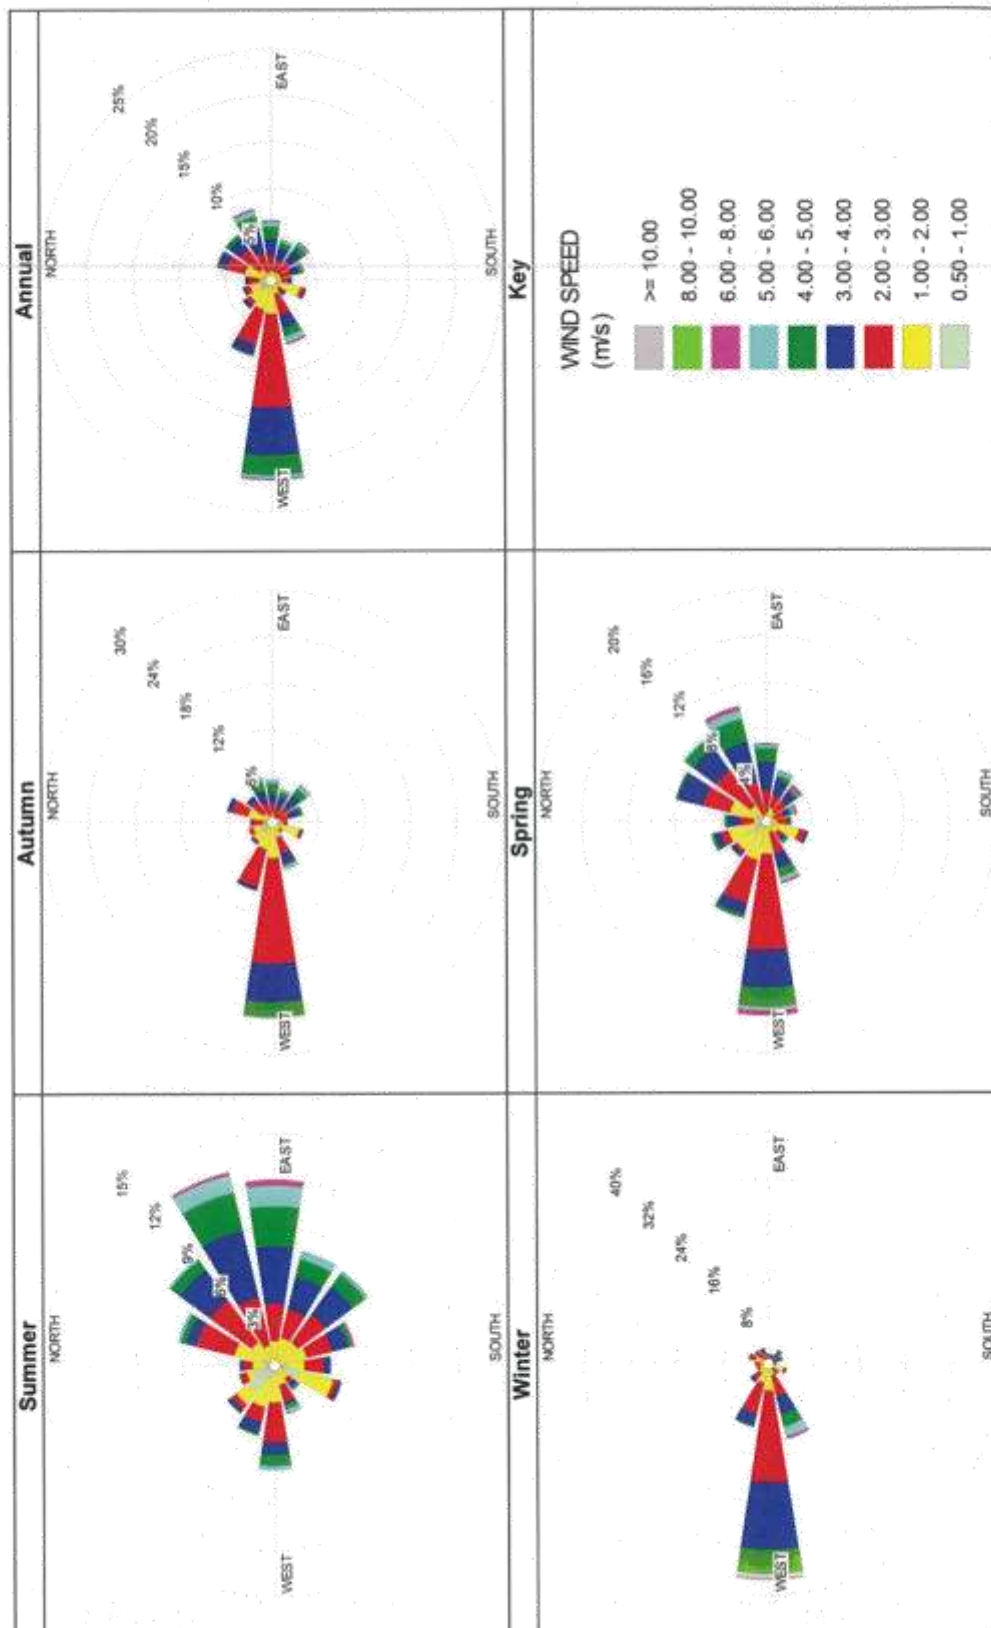 Summer
NORTH
15%
12%
9%
6%
3%
WEST
EAST
SOUTH
Autumn
NORTH
30%
24%
18%
12%
6%
WEST
EAST
SOUTH
Annual
NORTH
25%
20%
15%
10%
5%
WEST
EAST
SOUTH
Winter
NORTH
40%
32%
24%
16%
8%
WEST
EAST
SOUTH
Spring
NORTH
20%
16%
12%
8%
4%
WEST
EAST
SOUTH
Key
WIND SPEED
(m/s)
>= 10.00
8.00 - 10.00
6.00 - 8.00
5.00 - 6.00
4.00 - 5.00
3.00 - 4.00
2.00 - 3.00
1.00 - 2.00
0.50 - 1.00